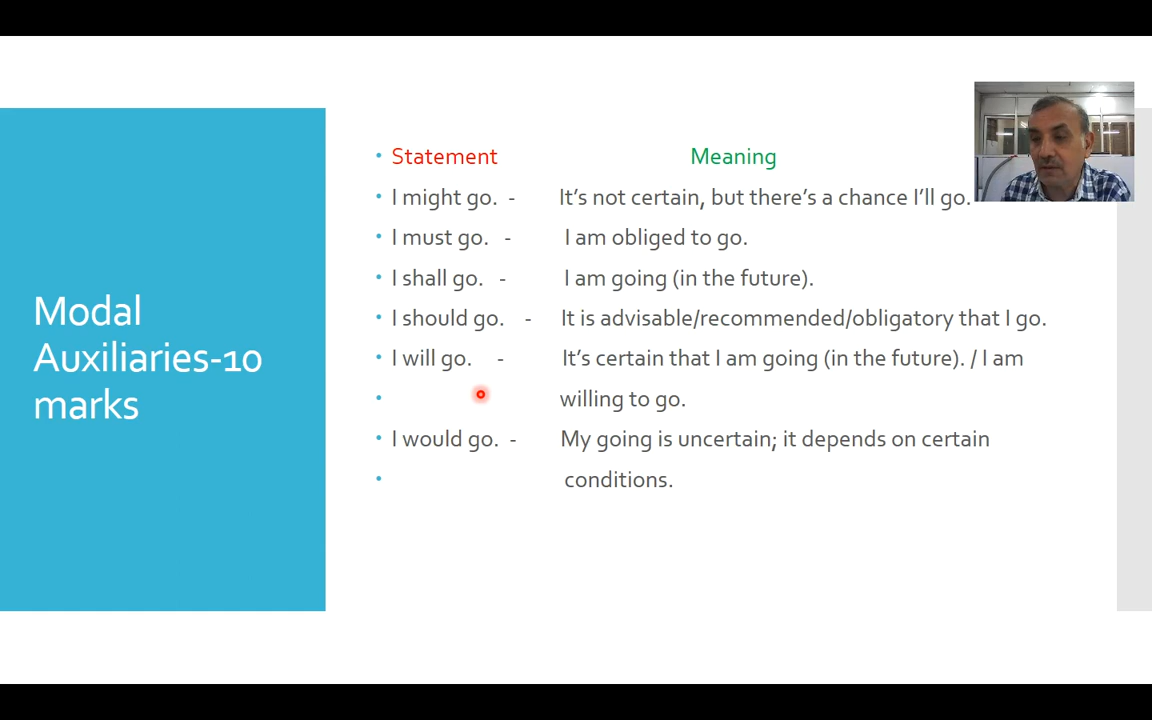 Modal
Auxiliaries-10
marks
• Statement Meaning
• I might go. - It's not certain, but there's a chance I'll go.
• I must go. - I am obliged to go.
• I shall go. - I am going (in the future).
• I should go. - It is advisable/recommended/obligatory that I go.
• I will go. - It's certain that I am going (in the future). / I am
• willing to go.
• I would go. - My going is uncertain; it depends on certain
• conditions.